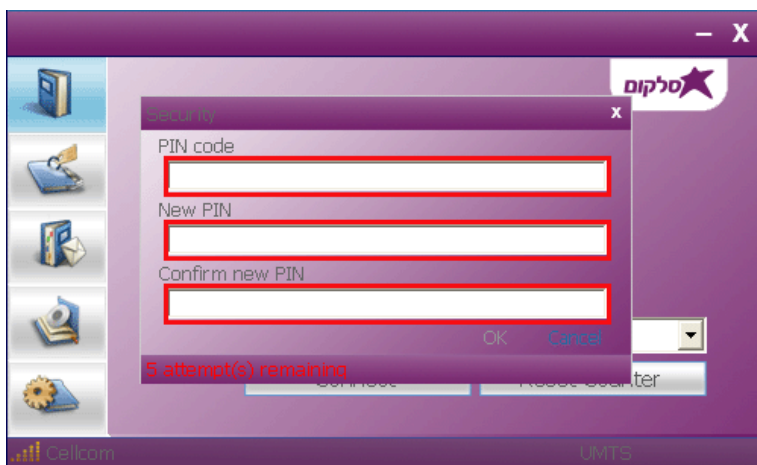 – X
סלקום
Security x
PIN code
New PIN
Confirm new PIN
OK Cancel
5 attempt(s) remaining
Connect Reset Counter
Cellcom UMTS